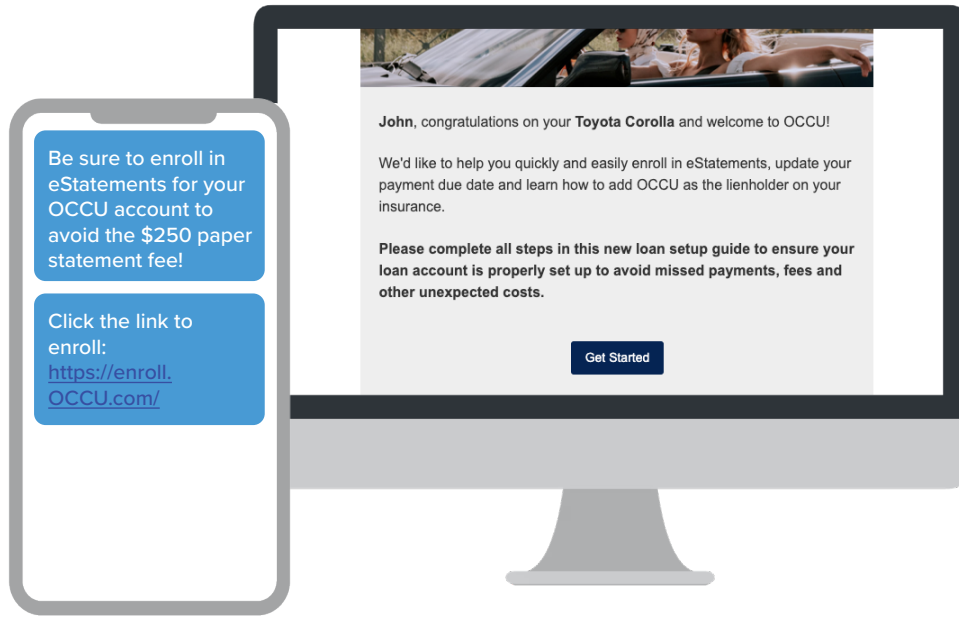 Be sure to enroll in
eStatements for your
OCCU account to
avoid the $250 paper
statement fee!
Click the link to
enroll:
https://enroll.
OCCU.com/
John, congratulations on your Toyota Corolla and welcome to OCCU!
We'd like to help you quickly and easily enroll in eStatements, update your
payment due date and learn how to add OCCU as the lienholder on your
insurance.
Please complete all steps in this new loan setup guide to ensure your
loan account is properly set up to avoid missed payments, fees and
other unexpected costs.
Get Started